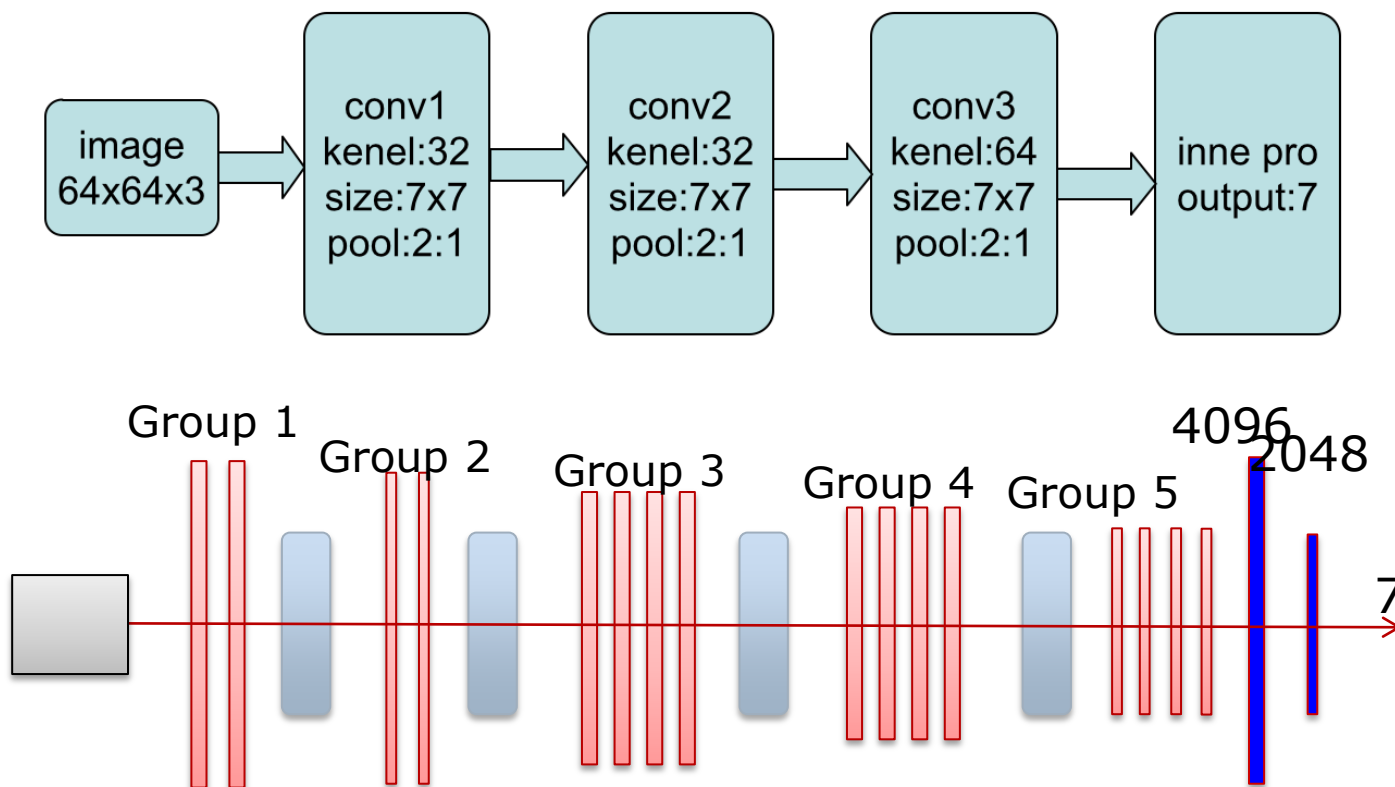 image
64x64x3
conv1
kenel:32
size:7x7
pool:2:1
conv2
kenel:32
size:7x7
pool:2:1
conv3
kenel:64
size:7x7
pool:2:1
inne pro
output:7
Group 1
Group 2
Group 3
Group 4
Group 5
4096
2048
7